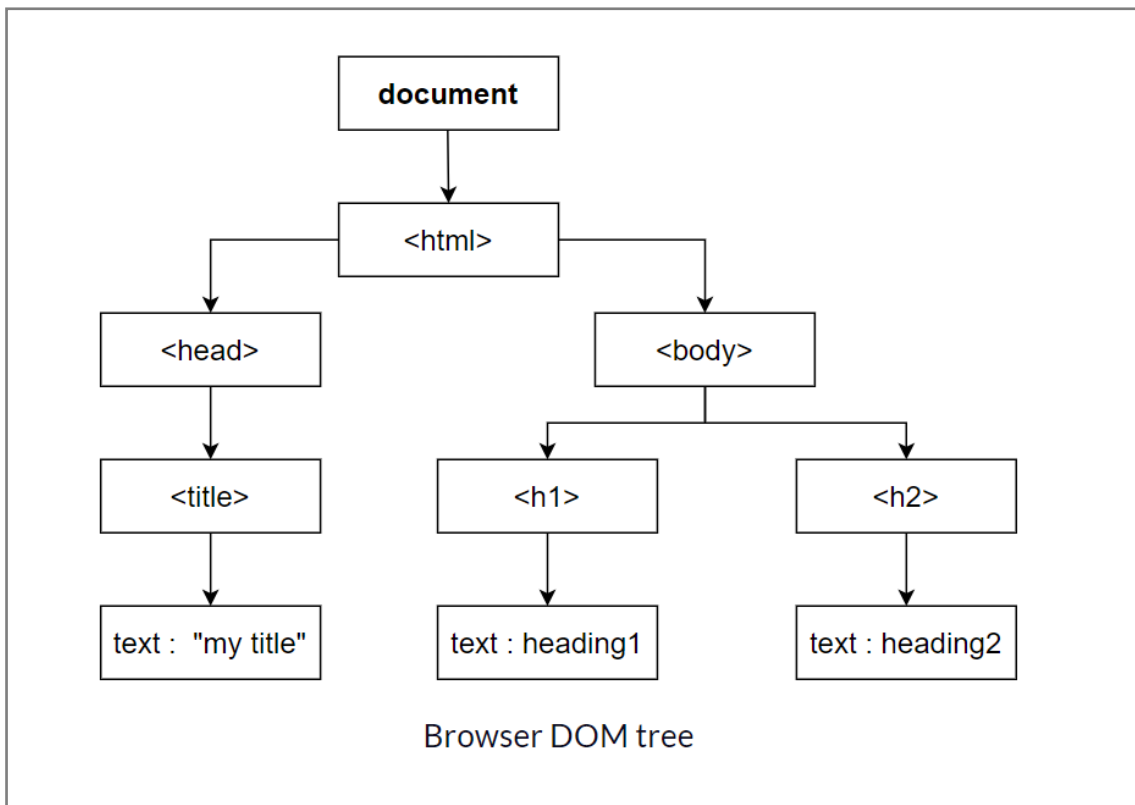 document
<html>
<head>
<body>
<title>
<h1>
<h2>
text :  "my title"
text : heading1
text : heading2
Browser DOM tree